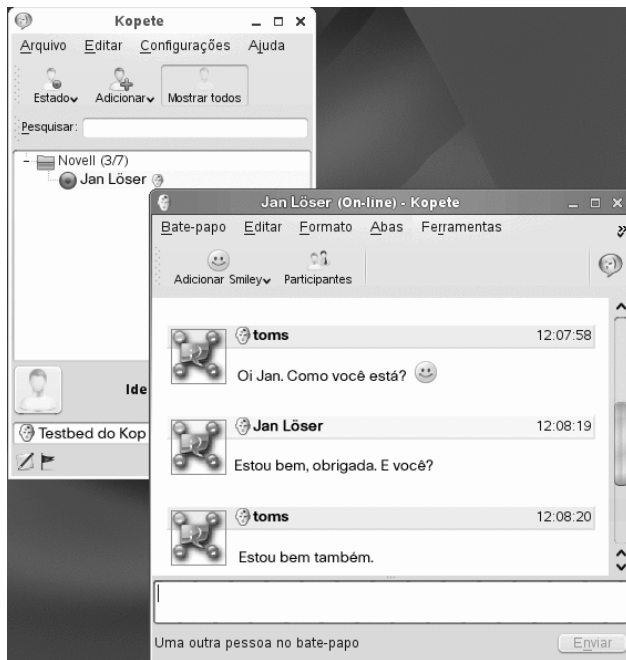 Kopete
Arquivo Editar Configurações Ajuda
Estado Adicionar Mostrar todos
Pesquisar:
Novell (3/7)
Jan Löser
Ide
Testbed do Kop
Jan Löser (On-line) - Kopete
Bate-papo Editar Formato Abas Ferramentas
Adicionar Smiley Participantes
toms 12:07:58
Oi Jan. Como você está?
Jan Löser 12:08:19
Estou bem, obrigada. E você?
toms 12:08:20
Estou bem também.
Uma outra pessoa no bate-papo
Enviar